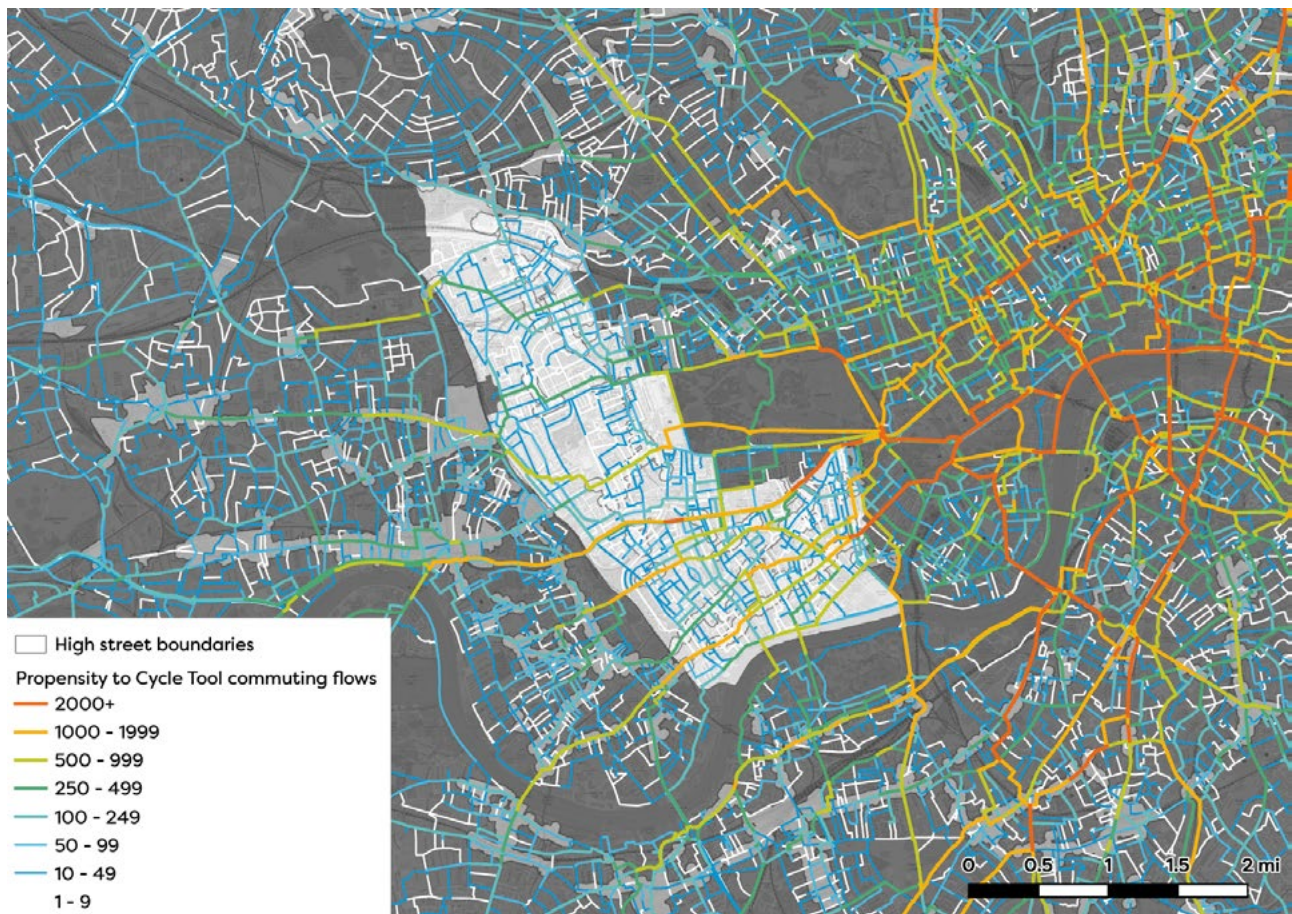 High street boundaries
Propensity to Cycle Tool commuting flows
2000+
1000 - 1999
500 - 999
250 - 499
100 - 249
50 - 99
10 - 49
1 - 9
0 0.5 1 1.5 2 mi